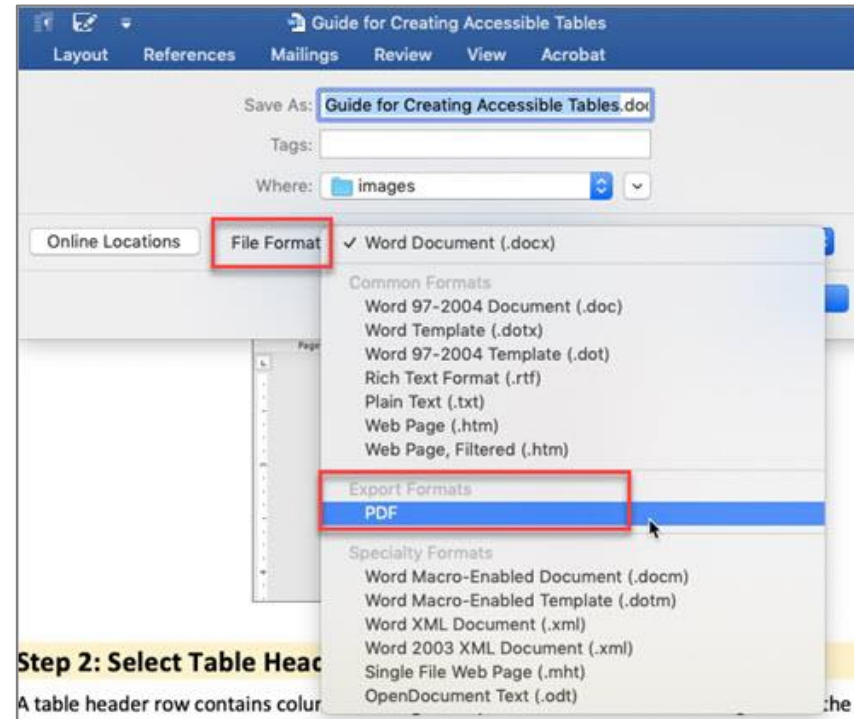 Guide for Creating Accessible Tables
Layout References Mailings Review View Acrobat
Save As: Guide for Creating Accessible Tables.doc
Tags:
Where: images
Online Locations File Format ✓ Word Document (.docx)
Common Formats
Word 97-2004 Document (.doc)
Word Template (.dotx)
Word 97-2004 Template (.dot)
Page
Rich Text Format (.rtf)
Plain Text (.txt)
Web Page (.htm)
Web Page, Filtered (.htm)
Export Formats
PDF
Specialty Formats
Word Macro-Enabled Document (.docm)
Word Macro-Enabled Template (.dotm)
Word XML Document (.xml)
Word 2003 XML Document (.xml)
Single File Web Page (.mht)
OpenDocument Text (.odt)
Step 2: Select Table Head
A table header row contains colum the